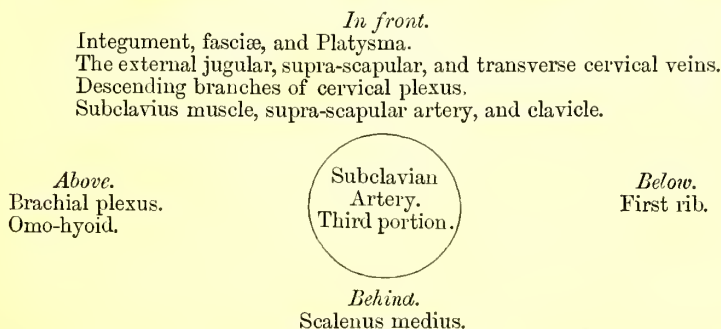 In front.
Integument, fasciæ, and Platysma.
The external jugular, supra-scapular, and transverse cervical veins.
Descending branches of cervical plexus.
Subclavius muscle, supra-scapular artery, and clavicle.
Above.
Brachial plexus.
Omo-hyoid.
Subclavian
Artery.
Third portion.
Below.
First rib.
Behind.
Scalenus medius.